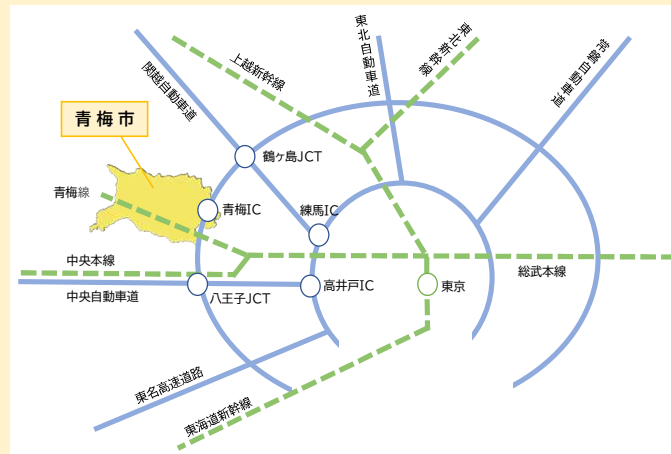 東北自動車道
東北新幹線
常磐自動車道
上越新幹線
関越自動車道
青梅市
鶴ヶ島JCT
青梅線
青梅IC
練馬IC
中央本線
総武本線
中央自動車道
八王子JCT
高井戸IC
東京
東名高速道路
東海道新幹線